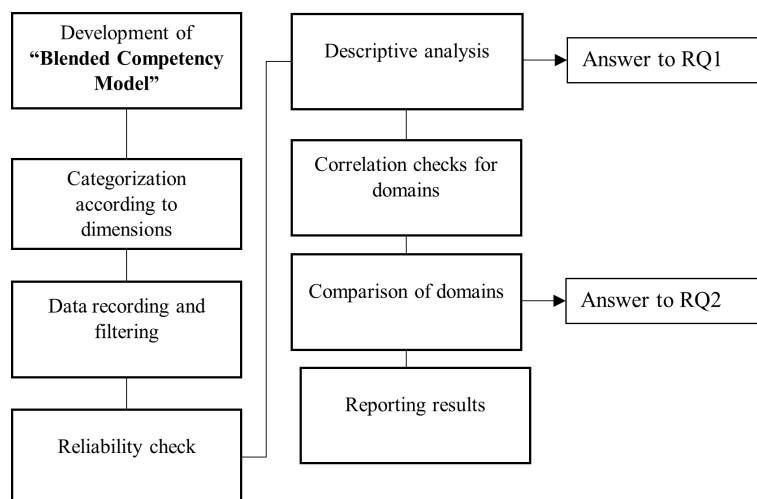 Development of
“Blended Competency
Model”
Categorization
according to
dimensions
Data recording and
filtering
Reliability check
Descriptive analysis
Answer to RQ1
Correlation checks for
domains
Comparison of domains
Answer to RQ2
Reporting results